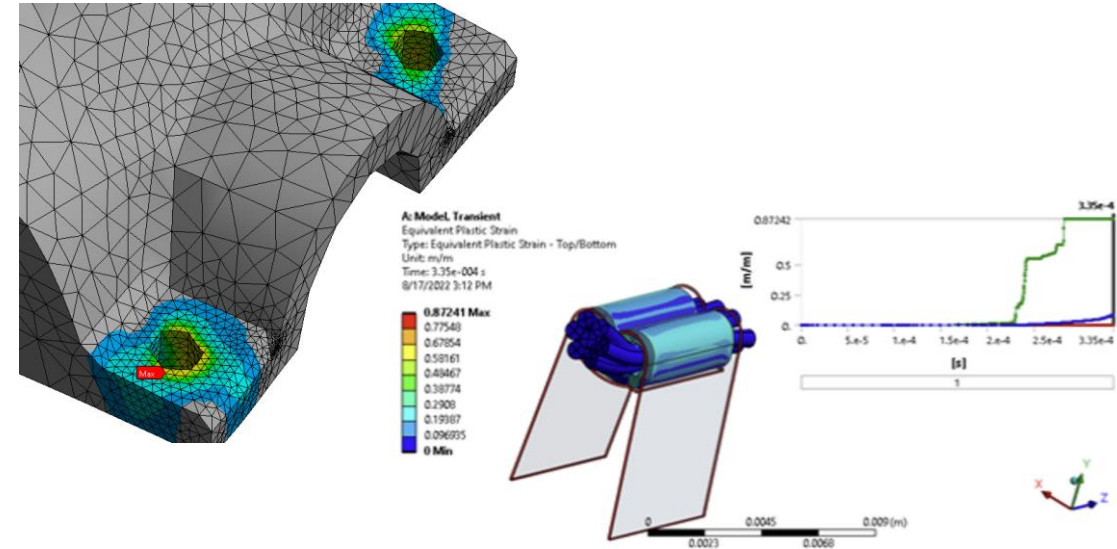 Max
A: Model, Transient
Equivalent Plastic Strain
Type: Equivalent Plastic Strain - Top/Bottom
Unit: m/m
Time: 3.35e-004 s
8/17/2022 3:12 PM
0.87241 Max
0.77548
0.67854
0.58161
0.48467
0.38774
0.2908
0.19387
0.096935
0 Min
3.35e-4
0.87242
0.5
0.25
0.
[m/m]
0. 5.e-5 1.e-4 1.5e-4 2.e-4 2.5e-4 3.35e-4
[s]
1
X Y Z
0 0.0045 0.009 (m)
0.0023 0.0068